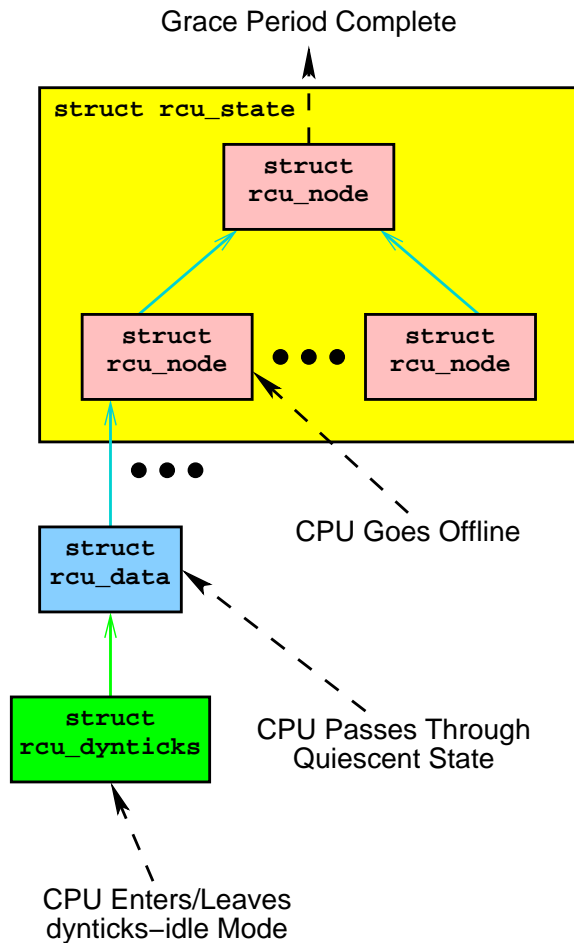 Grace Period Complete
struct rcu_state
struct
rcu_node
struct
rcu_node
struct
rcu_node
CPU Goes Offline
struct
rcu_data
CPU Passes Through
Quiescent State
struct
rcu_dynticks
CPU Enters/Leaves
dynticks−idle Mode